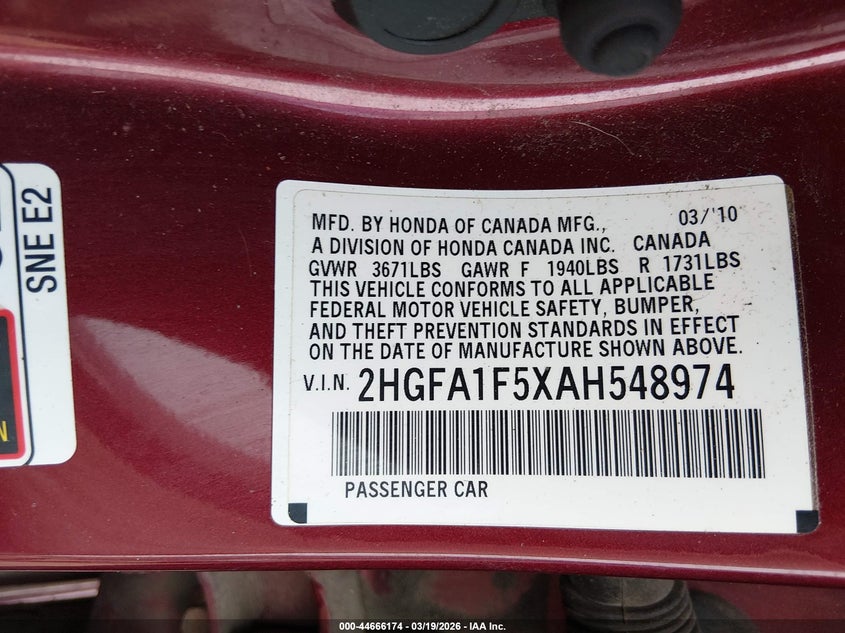 SNE E2
N
MFD. BY HONDA OF CANADA MFG., 03/'10
A DIVISION OF HONDA CANADA INC. CANADA
GVWR 3671LBS GAWR F 1940LBS R 1731LBS
THIS VEHICLE CONFORMS TO ALL APPLICABLE
FEDERAL MOTOR VEHICLE SAFETY, BUMPER,
AND THEFT PREVENTION STANDARDS IN EFFECT
ON THE DATE OF MANUFACTURE SHOWN ABOVE.
V.I.N. 2HGFA1F5XAH548974
PASSENGER CAR
000-44666174 | 03/19/2026 – IAA Inc.